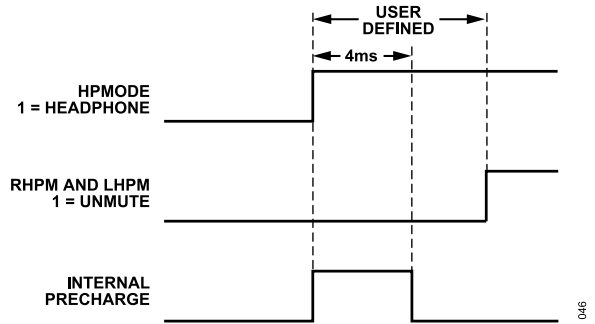 USER
DEFINED
4ms
HPMODE
1 = HEADPHONE
RHPM AND LHPM
1 = UNMUTE
INTERNAL
PRECHARGE
046